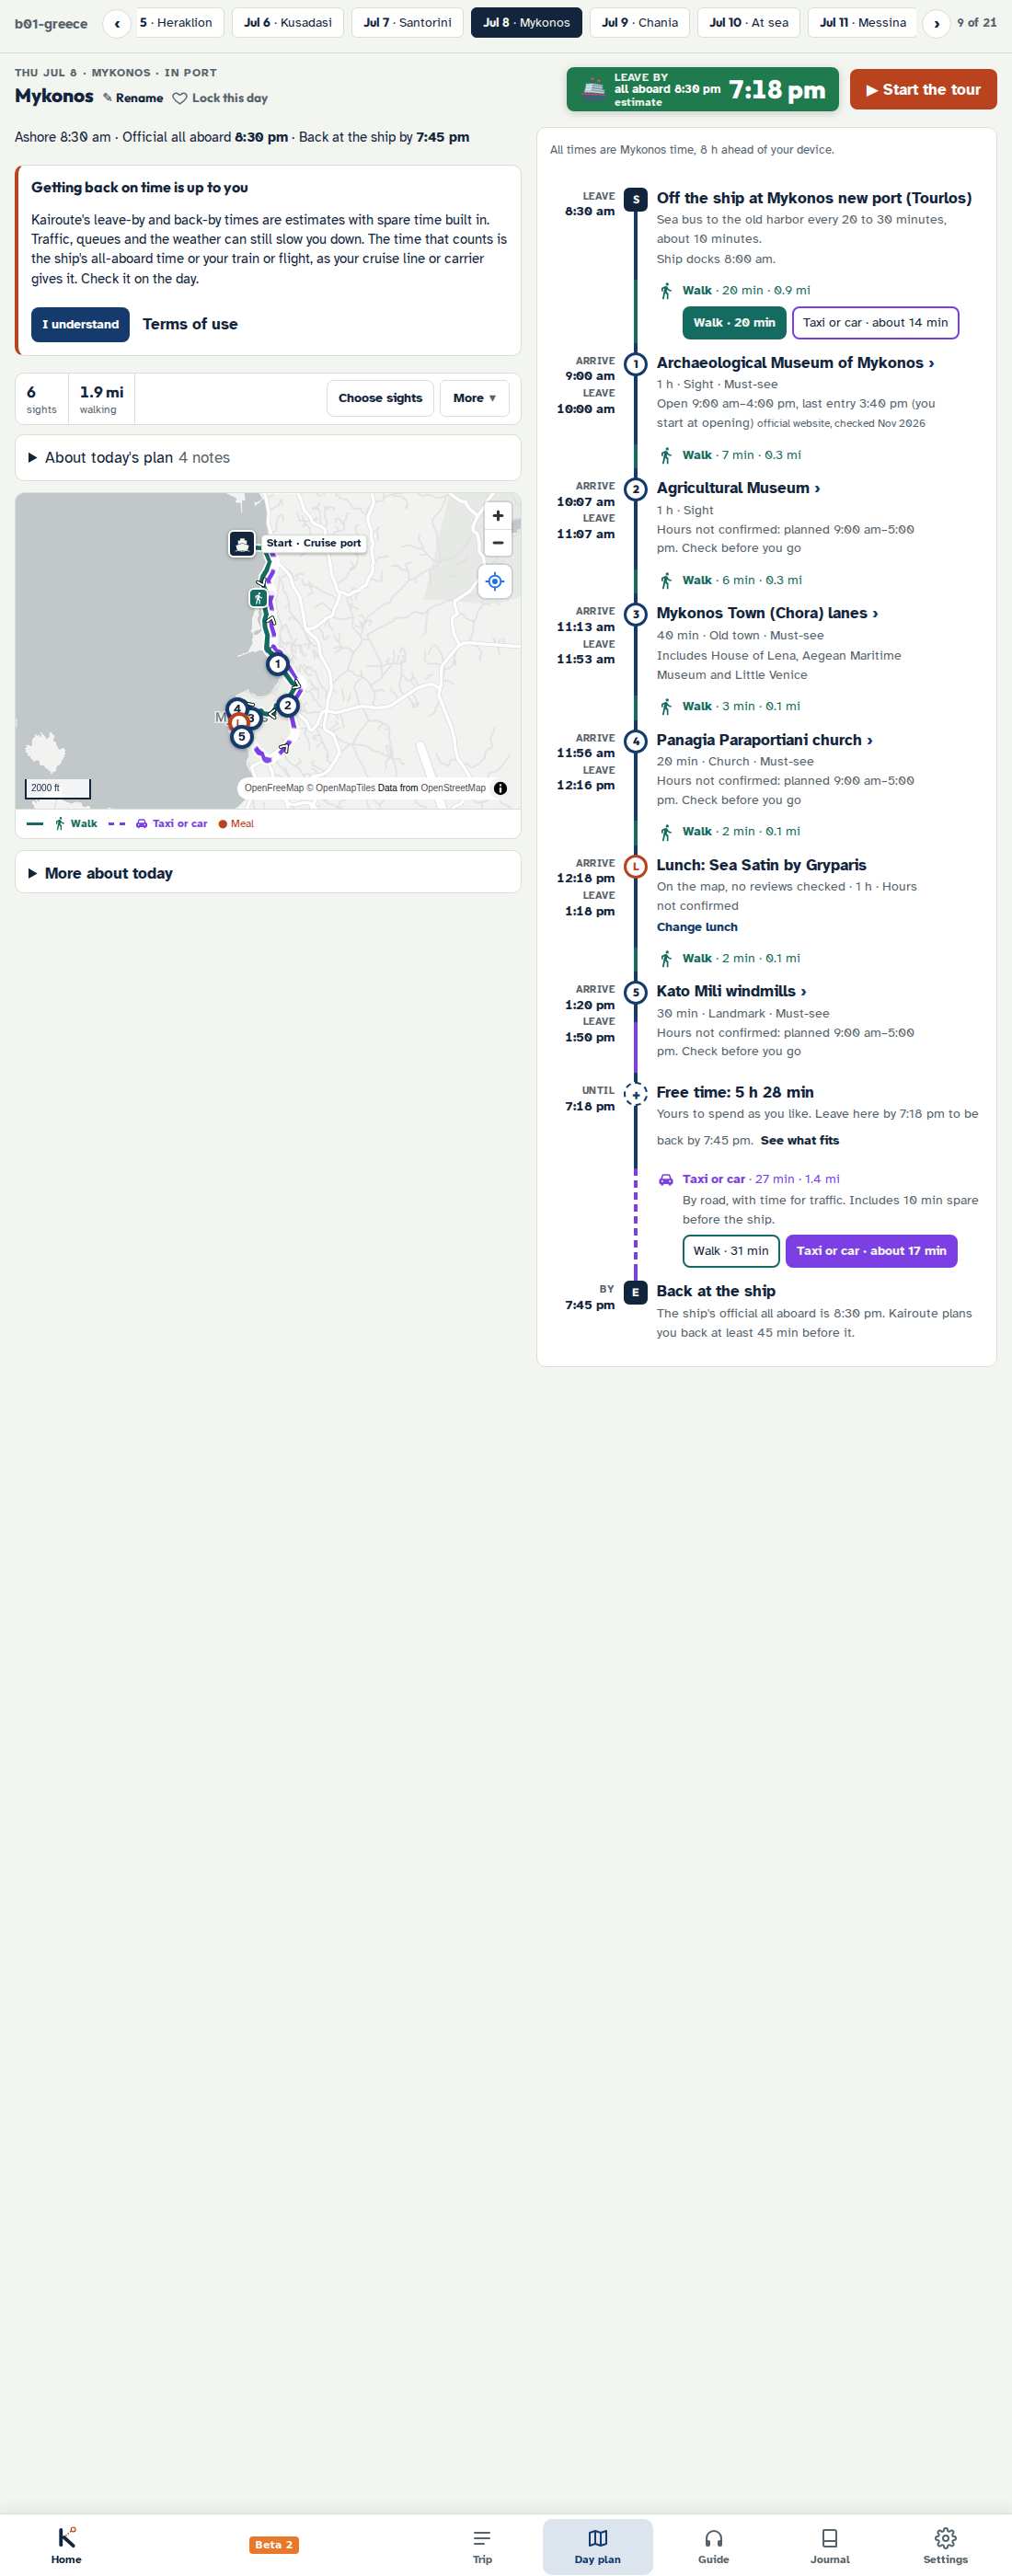 b01-greece
‹
5 · Heraklion
Jul 6 · Kusadasi
Jul 7 · Santorini
Jul 8 · Mykonos
Jul 9 · Chania
Jul 10 · At sea
Jul 11 · Messina
›
9 of 21
THU JUL 8 · MYKONOS · IN PORT
Mykonos
✎ Rename
Lock this day
LEAVE BY
all aboard 8:30 pm
estimate
7:18 pm
▶ Start the tour
Ashore 8:30 am · Official all aboard 8:30 pm · Back at the ship by 7:45 pm
Getting back on time is up to you
Kairoute's leave-by and back-by times are estimates with spare time built in.
Traffic, queues and the weather can still slow you down. The time that counts is
the ship's all-aboard time or your train or flight, as your cruise line or carrier
gives it. Check it on the day.
I understand
Terms of use
6
sights
1.9 mi
walking
Choose sights
More ▾
▶ About today's plan 4 notes
+
−
Start · Cruise port
1
2
3
4
L
5
2000 ft
OpenFreeMap © OpenMapTiles Data from OpenStreetMap
Walk
Taxi or car
Meal
▶ More about today
All times are Mykonos time, 8 h ahead of your device.
LEAVE
8:30 am
S
Off the ship at Mykonos new port (Tourlos)
Sea bus to the old harbor every 20 to 30 minutes,
about 10 minutes.
Ship docks 8:00 am.
Walk · 20 min · 0.9 mi
Walk · 20 min
Taxi or car · about 14 min
ARRIVE
9:00 am
LEAVE
10:00 am
1
Archaeological Museum of Mykonos ›
1 h · Sight · Must-see
Open 9:00 am–4:00 pm, last entry 3:40 pm (you
start at opening) official website, checked Nov 2026
Walk · 7 min · 0.3 mi
ARRIVE
10:07 am
LEAVE
11:07 am
2
Agricultural Museum ›
1 h · Sight
Hours not confirmed: planned 9:00 am–5:00
pm. Check before you go
Walk · 6 min · 0.3 mi
ARRIVE
11:13 am
LEAVE
11:53 am
3
Mykonos Town (Chora) lanes ›
40 min · Old town · Must-see
Includes House of Lena, Aegean Maritime
Museum and Little Venice
Walk · 3 min · 0.1 mi
ARRIVE
11:56 am
LEAVE
12:16 pm
4
Panagia Paraportiani church ›
20 min · Church · Must-see
Hours not confirmed: planned 9:00 am–5:00
pm. Check before you go
Walk · 2 min · 0.1 mi
ARRIVE
12:18 pm
LEAVE
1:18 pm
L
Lunch: Sea Satin by Gryparis
On the map, no reviews checked · 1 h · Hours
not confirmed
Change lunch
Walk · 2 min · 0.1 mi
ARRIVE
1:20 pm
LEAVE
1:50 pm
5
Kato Mili windmills ›
30 min · Landmark · Must-see
Hours not confirmed: planned 9:00 am–5:00
pm. Check before you go
UNTIL
7:18 pm
+
Free time: 5 h 28 min
Yours to spend as you like. Leave here by 7:18 pm to be
back by 7:45 pm. See what fits
Taxi or car · 27 min · 1.4 mi
By road, with time for traffic. Includes 10 min spare
before the ship.
Walk · 31 min
Taxi or car · about 17 min
BY
7:45 pm
E
Back at the ship
The ship's official all aboard is 8:30 pm. Kairoute plans
you back at least 45 min before it.
Home
Beta 2
Trip
Day plan
Guide
Journal
Settings